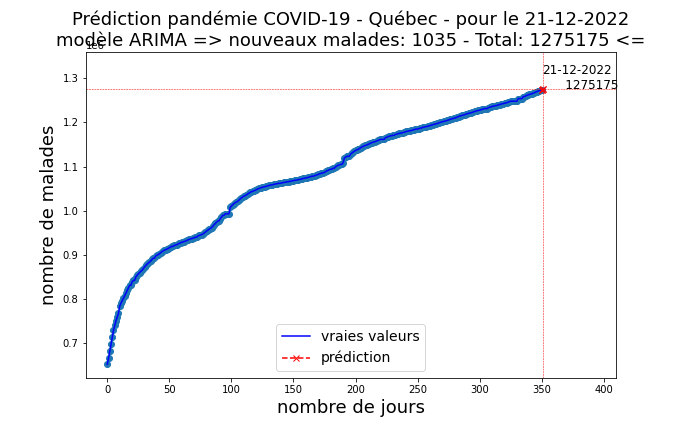 Prédiction pandémie COVID-19 - Québec - pour le 21-12-2022
modèle ARIMA => nouveaux malades: 1035 - Total: 1275175 <=
1e6
21-12-2022
1275175
1.3
1.2
1.1
1.0
0.9
0.8
0.7
nombre de malades
vraies valeurs
prédiction
0 50 100 150 200 250 300 350 400
nombre de jours